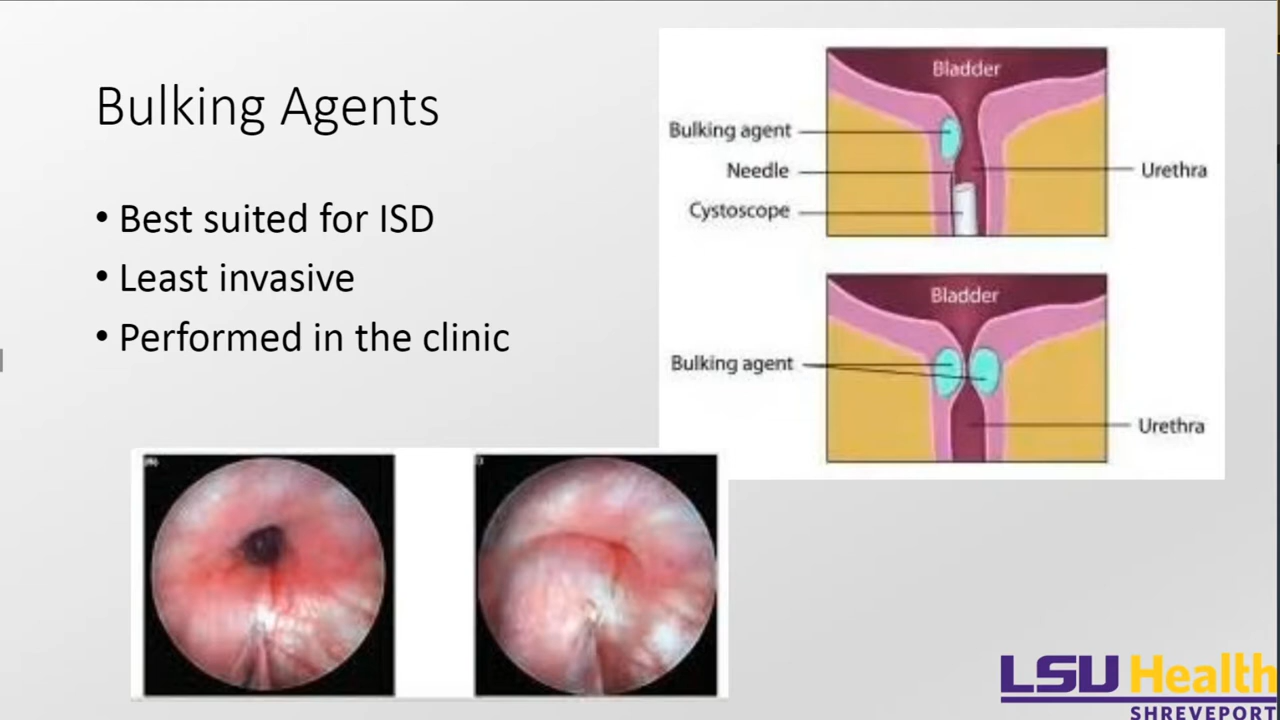 Bulking Agents
• Best suited for ISD
• Least invasive
• Performed in the clinic
Bladder
Bulking agent
Needle
Urethra
Cystoscope
Bladder
Bulking agent
Urethra
LSU Health
SHREVEPORT